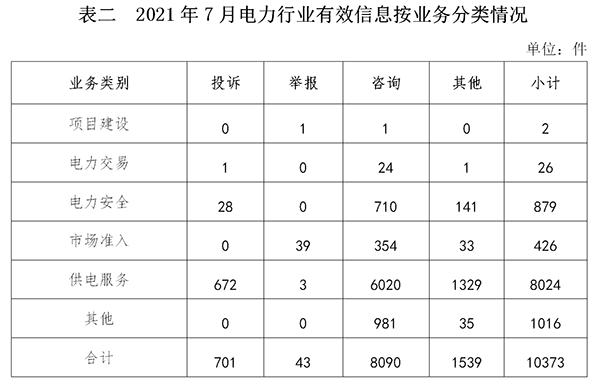 表二 2021 年 7 月电力行业有效信息按业务分类情况
单位：件
业务类别 投诉 举报 咨询 其他 小计
项目建设 0 1 1 0 2
电力交易 1 0 24 1 26
电力安全 28 0 710 141 879
市场准入 0 39 354 33 426
供电服务 672 3 6020 1329 8024
其他 0 0 981 35 1016
合计 701 43 8090 1539 10373